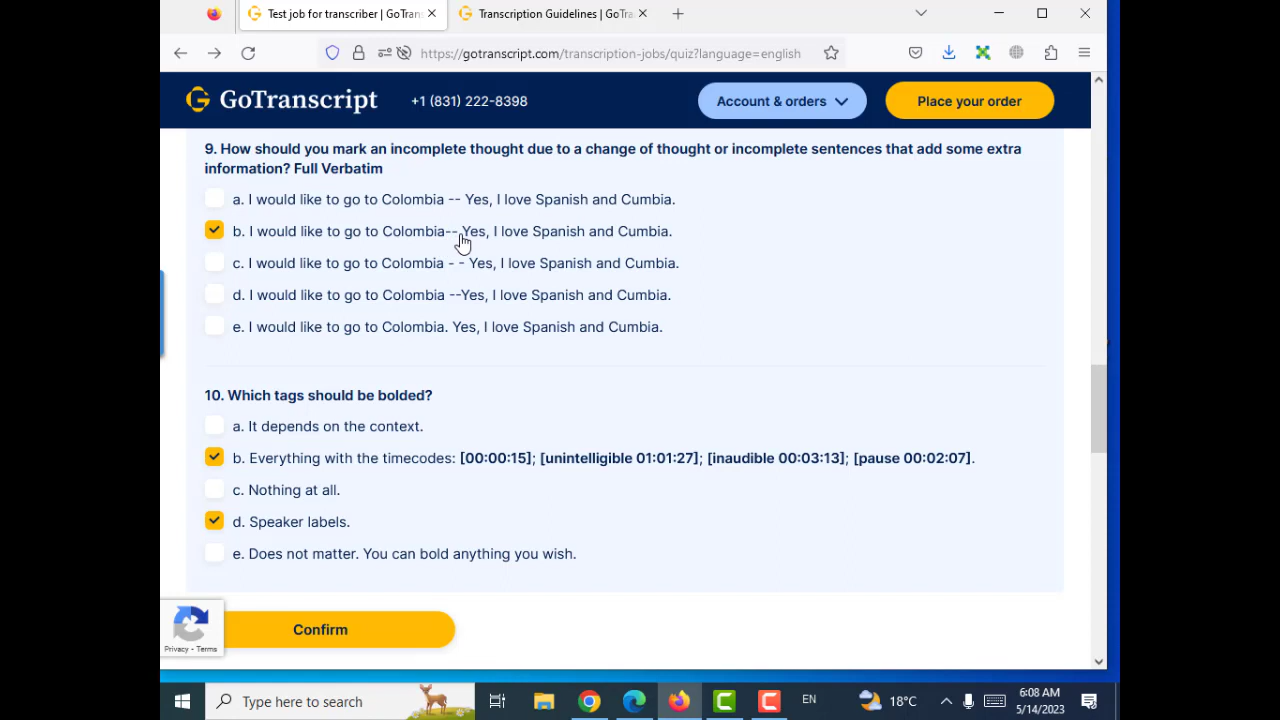 Test job for transcriber | GoTran
Transcription Guidelines | GoTra
https://gotranscript.com/transcription-jobs/quiz?language=english
GoTranscript
+1 (831) 222-8398
Account & orders
Place your order
9. How should you mark an incomplete thought due to a change of thought or incomplete sentences that add some extra
information? Full Verbatim
a. I would like to go to Colombia -- Yes, I love Spanish and Cumbia.
b. I would like to go to Colombia-- Yes, I love Spanish and Cumbia.
c. I would like to go to Colombia - - Yes, I love Spanish and Cumbia.
d. I would like to go to Colombia --Yes, I love Spanish and Cumbia.
e. I would like to go to Colombia. Yes, I love Spanish and Cumbia.
10. Which tags should be bolded?
a. It depends on the context.
b. Everything with the timecodes: [00:00:15]; [unintelligible 01:01:27]; [inaudible 00:03:13]; [pause 00:02:07].
c. Nothing at all.
d. Speaker labels.
e. Does not matter. You can bold anything you wish.
Confirm
Privacy - Terms
Type here to search
EN
18°C
6:08 AM
5/14/2023